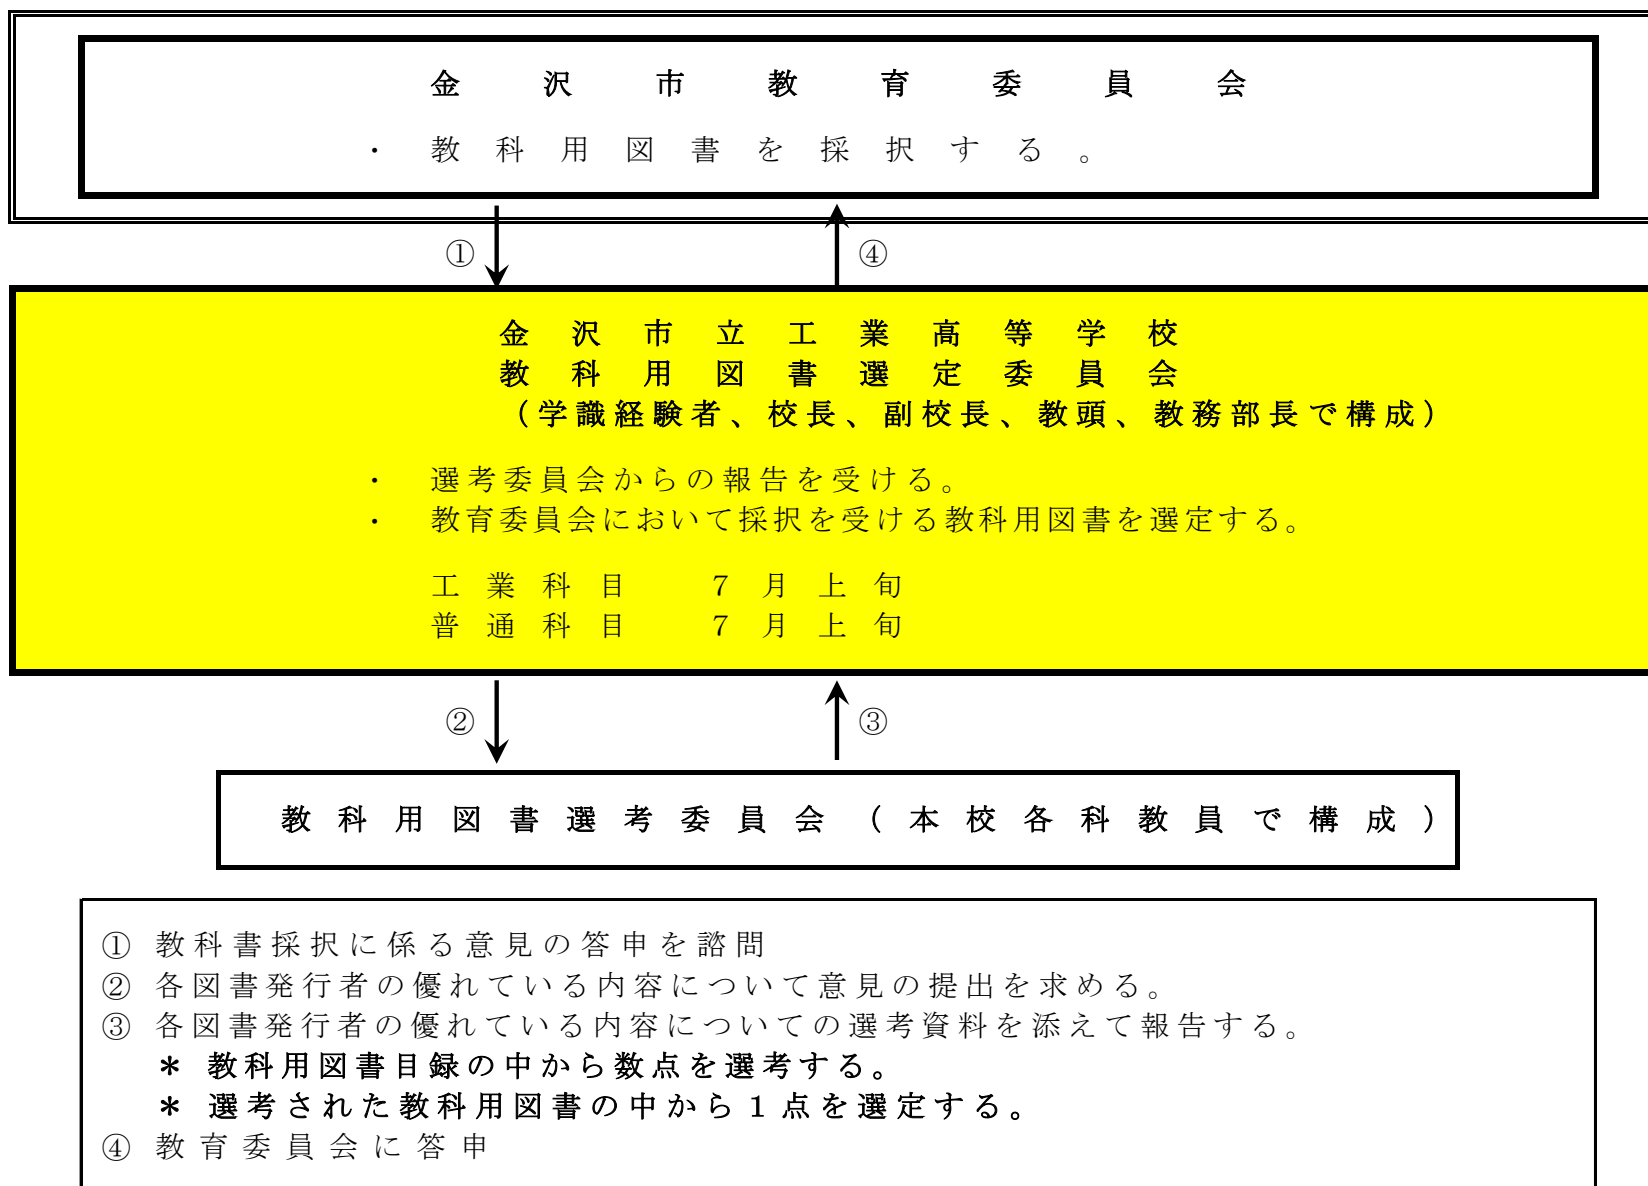 金沢市教育委員会
・ 教科用図書を採択する。
① ④
金沢市立工業高等学校
教科用図書選定委員会
（学識経験者、校長、副校長、教頭、教務部長で構成）
・ 選考委員会からの報告を受ける。
・ 教育委員会において採択を受ける教科用図書を選定する。
工業科目 ７月上旬
普通科目 ７月上旬
② ③
教科用図書選考委員会（本校各科教員で構成）
① 教科書採択に係る意見の答申を諮問
② 各図書発行者の優れている内容について意見の提出を求める。
③ 各図書発行者の優れている内容についての選考資料を添えて報告する。
＊ 教科用図書目録の中から数点を選考する。
＊ 選考された教科用図書の中から１点を選定する。
④ 教育委員会に答申